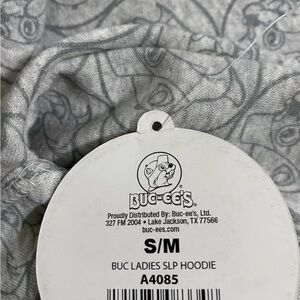 BUC-EE'S
Proudly Distributed By: Buc-ee's, Ltd.
327 FM 2004 • Lake Jackson, TX 77566
buc-ees.com
S/M
BUC LADIES SLP HOODIE
A4085